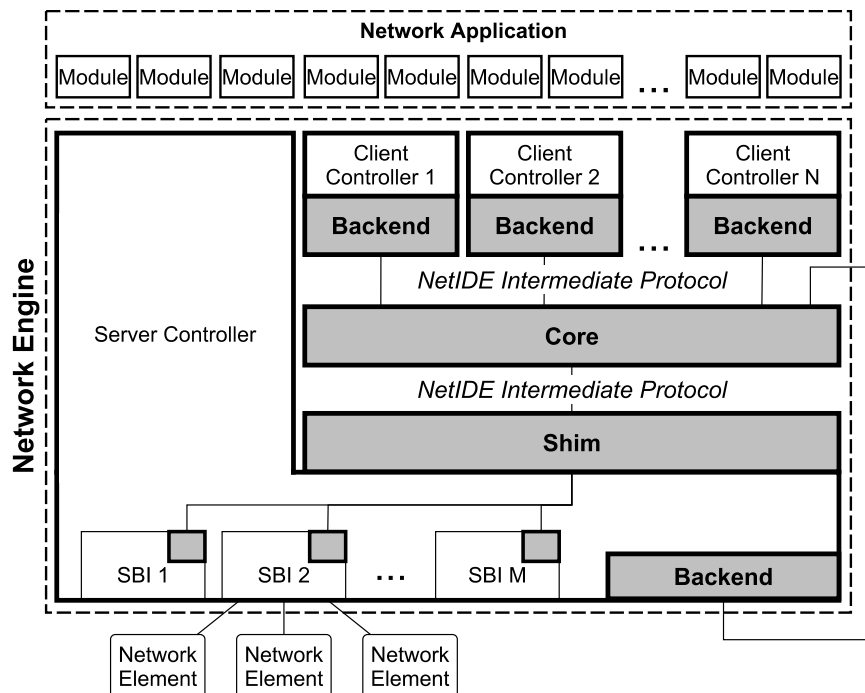 Network Application
Module Module Module Module Module Module Module ... Module Module
Network Engine
Server Controller
Client
Controller 1
Client
Controller 2
Client
Controller N
Backend Backend ... Backend
NetIDE Intermediate Protocol
Core
NetIDE Intermediate Protocol
Shim
SBI 1 SBI 2 ... SBI M
Backend
Network
Element
Network
Element
Network
Element